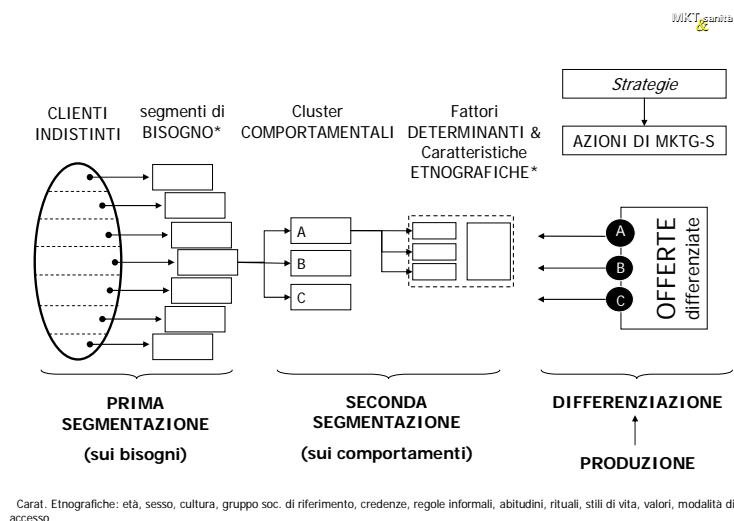 MKT & sanità
Strategie
AZIONI DI MKTG-S
CLIENTI
INDISTINTI
segmenti di
BISOGNO*
Cluster
COMPORTAMENTALI
Fattori
DETERMINANTI &
Caratteristiche
ETNOGRAFICHE*
A
B
C
A
B
C
OFFERTE
differenziate
PRIMA
SEGMENTAZIONE
(sui bisogni)
SECONDA
SEGMENTAZIONE
(sui comportamenti)
DIFFERENZIAZIONE
PRODUZIONE
Carat. Etnografiche: età, sesso, cultura, gruppo soc. di riferimento, credenze, regole informali, abitudini, rituali, stili di vita, valori, modalità di
accesso